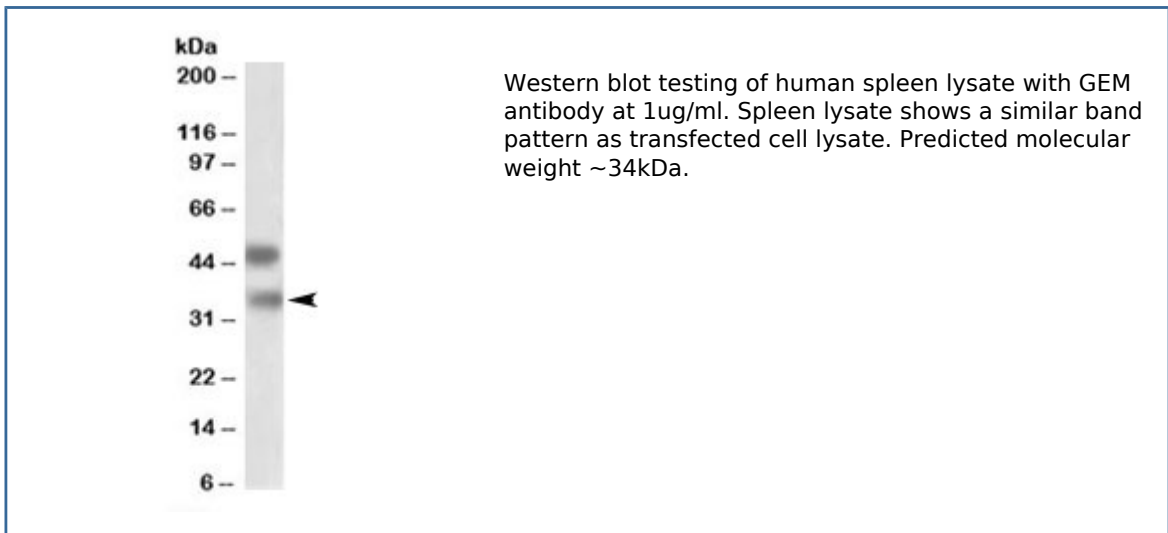 kDa
200 --
116 --
97 --
66 --
44 --
31 --
22 --
14 --
6 --
Western blot testing of human spleen lysate with GEM
antibody at 1ug/ml. Spleen lysate shows a similar band
pattern as transfected cell lysate. Predicted molecular
weight ~34kDa.